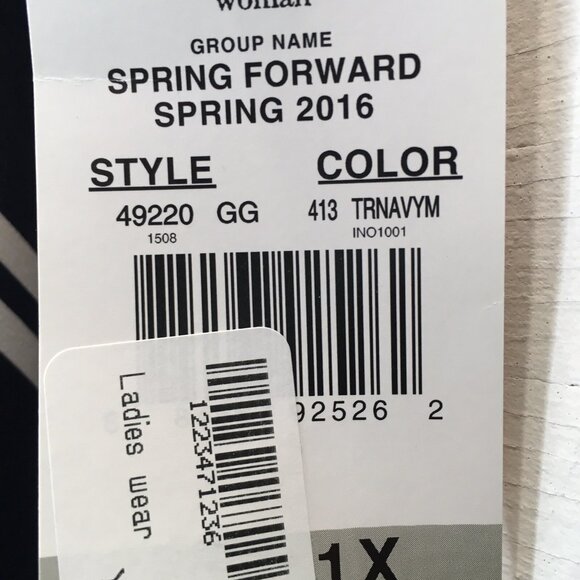 woman
GROUP NAME
SPRING FORWARD
SPRING 2016
STYLE COLOR
49220 GG 413 TRNAVYM
1508 INO1001
92526 2
Ladies wear
1223471236
1X